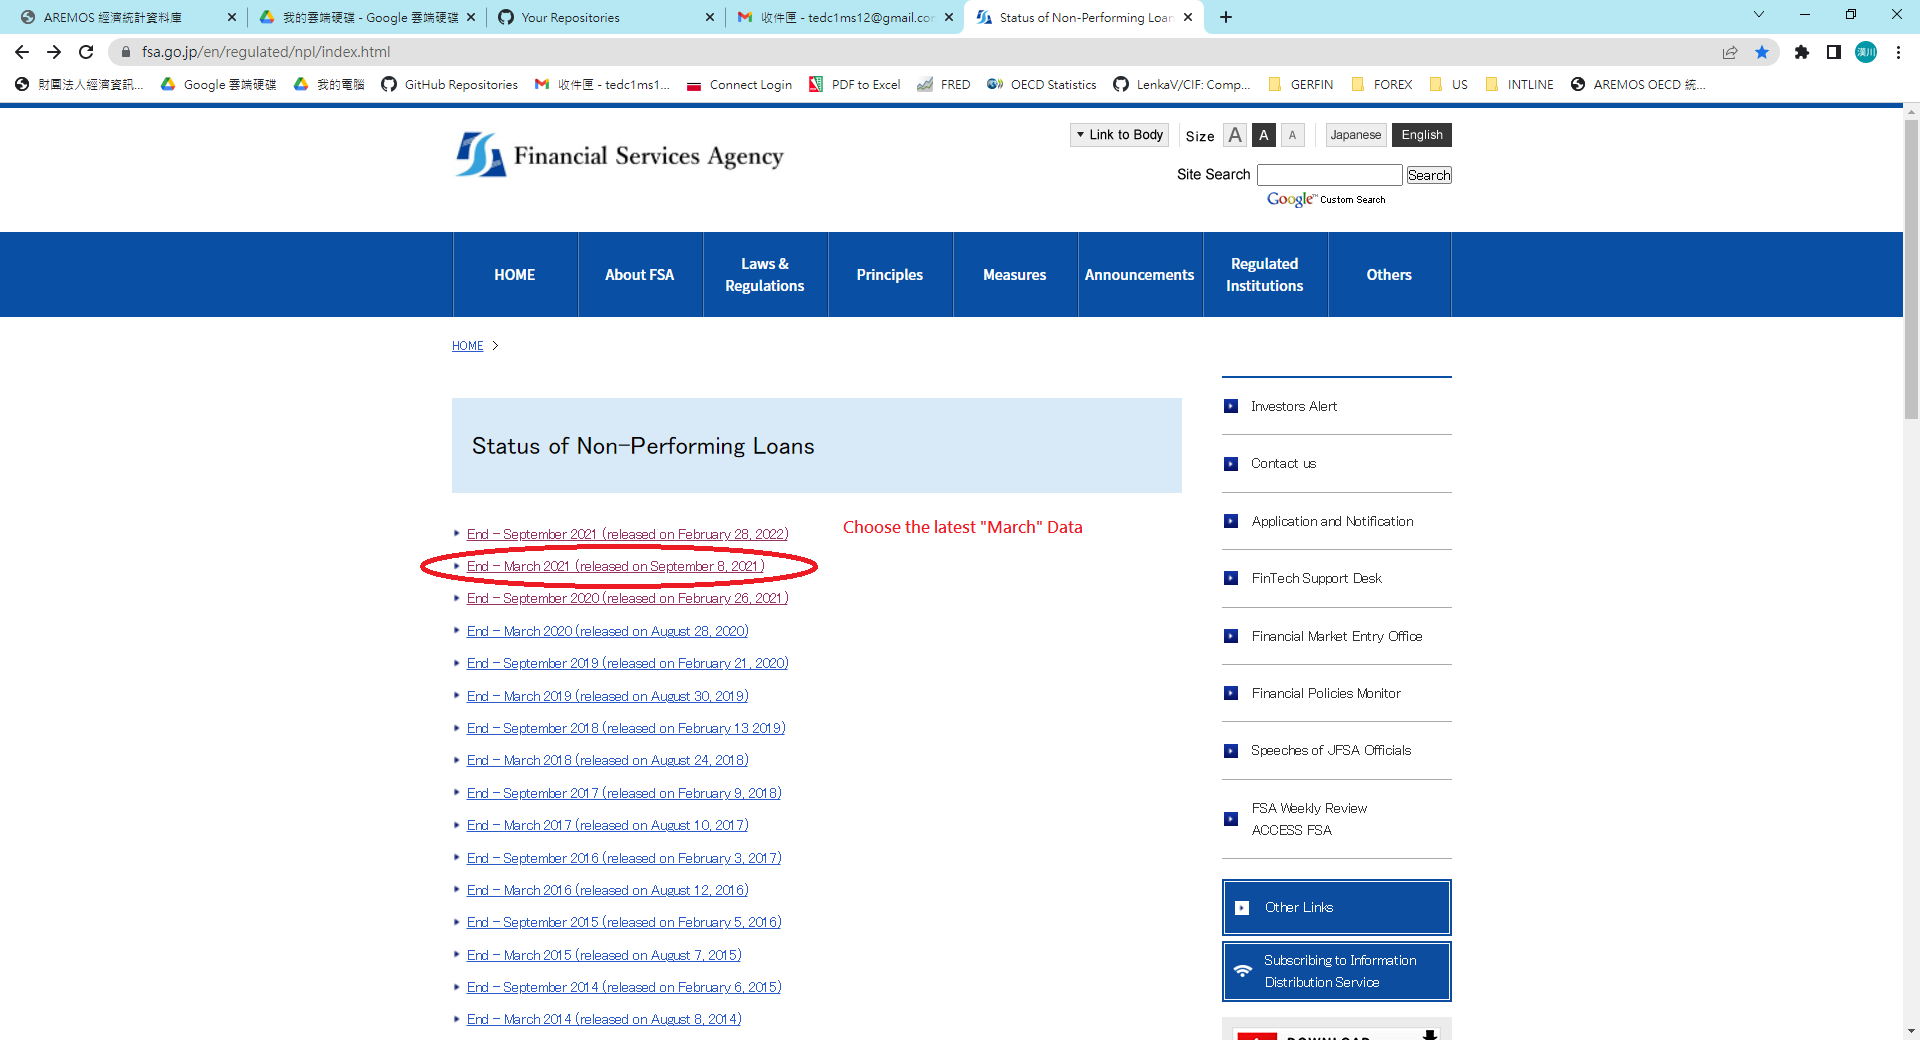 AREMOS 經濟統計資料庫
我的雲端硬碟 - Google 雲端硬碟
Your Repositories
收件匣 - tedc1ms12@gmail.cor
Status of Non-Performing Loan
fsa.go.jp/en/regulated/npl/index.html
漢川
財團法人經濟資訊...
Google 雲端硬碟
我的電腦
GitHub Repositories
收件匣 - tedc1ms1...
Connect Login
PDF to Excel
FRED
OECD Statistics
LenkaV/CIF: Comp...
GERFIN
FOREX
US
INTLINE
AREMOS OECD 統...
Financial Services Agency
Link to Body
Size
A
A
A
Japanese
English
Site Search
Search
Google™ Custom Search
HOME
About FSA
Laws &
Regulations
Principles
Measures
Announcements
Regulated
Institutions
Others
HOME
Status of Non-Performing Loans
Choose the latest "March" Data
End - September 2021 (released on February 28, 2022)
End - March 2021 (released on September 8, 2021)
End - September 2020 (released on February 26, 2021)
End - March 2020 (released on August 28, 2020)
End - September 2019 (released on February 21, 2020)
End - March 2019 (released on August 30, 2019)
End - September 2018 (released on February 13 2019)
End - March 2018 (released on August 24, 2018)
End - September 2017 (released on February 9, 2018)
End - March 2017 (released on August 10, 2017)
End - September 2016 (released on February 3, 2017)
End - March 2016 (released on August 12, 2016)
End - September 2015 (released on February 5, 2016)
End - March 2015 (released on August 7, 2015)
End - September 2014 (released on February 6, 2015)
End - March 2014 (released on August 8, 2014)
Investors Alert
Contact us
Application and Notification
FinTech Support Desk
Financial Market Entry Office
Financial Policies Monitor
Speeches of JFSA Officials
FSA Weekly Review
ACCESS FSA
Other Links
Subscribing to Information
Distribution Service
DOWNLOAD